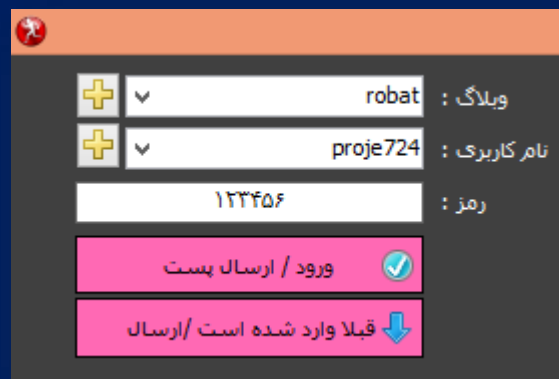 وبلاگ : robat
نام کاربری : proje724
رمز : ۱۲۳۴۵۶
ورود / ارسال پست
قبلا وارد شده است /ارسال